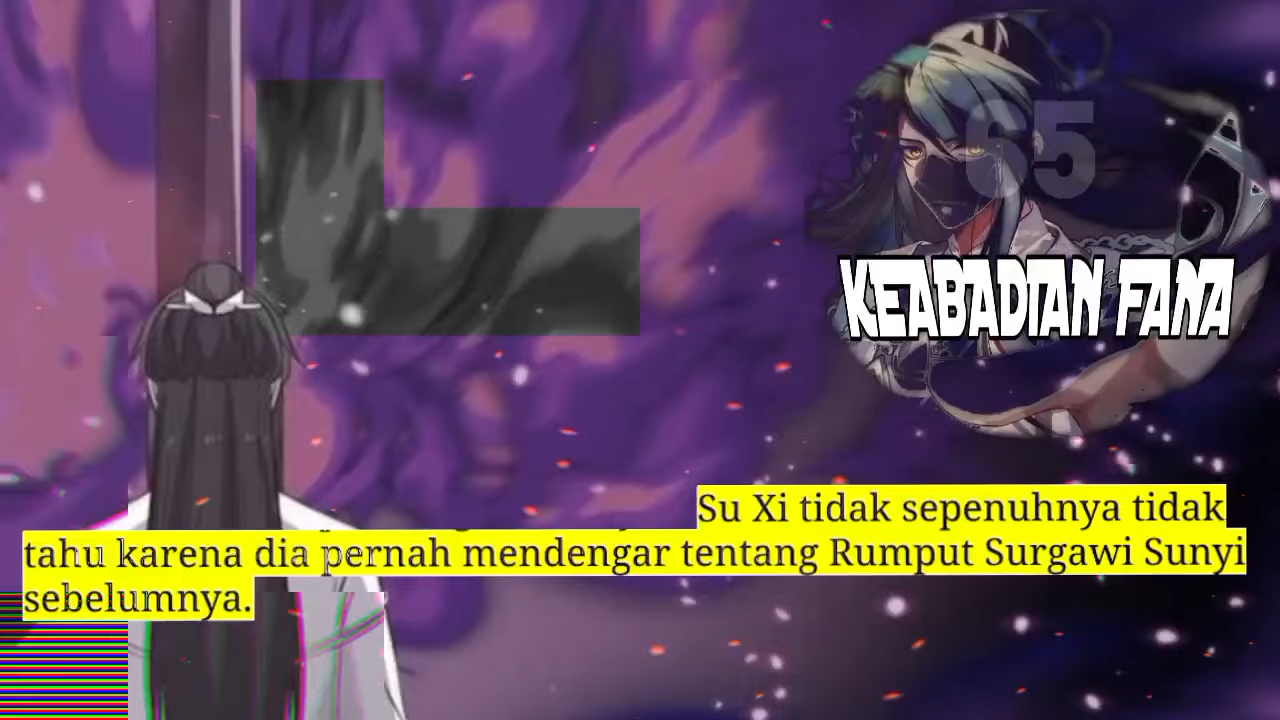 65
KEABADIAN FANA
Su Xi tidak sepenuhnya tidak
tahu karena dia pernah mendengar tentang Rumput Surgawi Sunyi
sebelumnya.